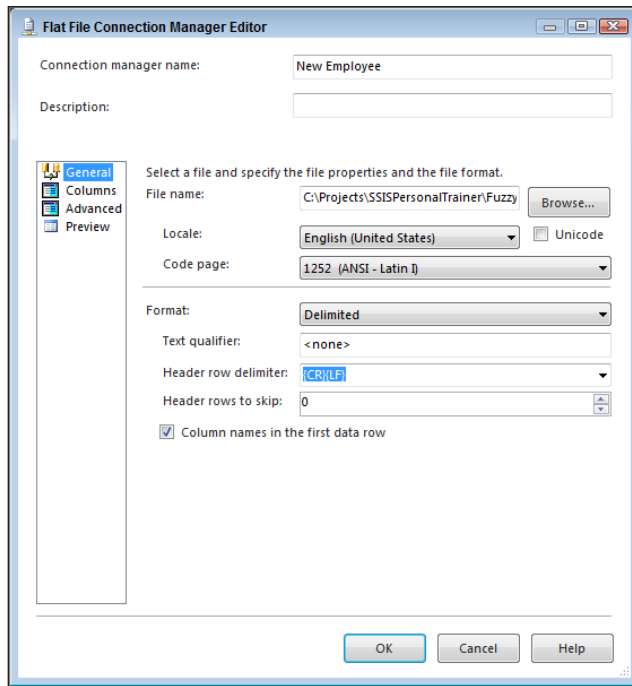 Flat File Connection Manager Editor
Connection manager name: New Employee
Description:
General
Columns
Advanced
Preview
Select a file and specify the file properties and the file format.
File name: C:\Projects\SSISPersonalTrainer\Fuzzy Browse...
Locale: English (United States) Unicode
Code page: 1252 (ANSI - Latin I)
Format: Delimited
Text qualifier: <none>
Header row delimiter: {CR}{LF}
Header rows to skip: 0
Column names in the first data row
OK Cancel Help